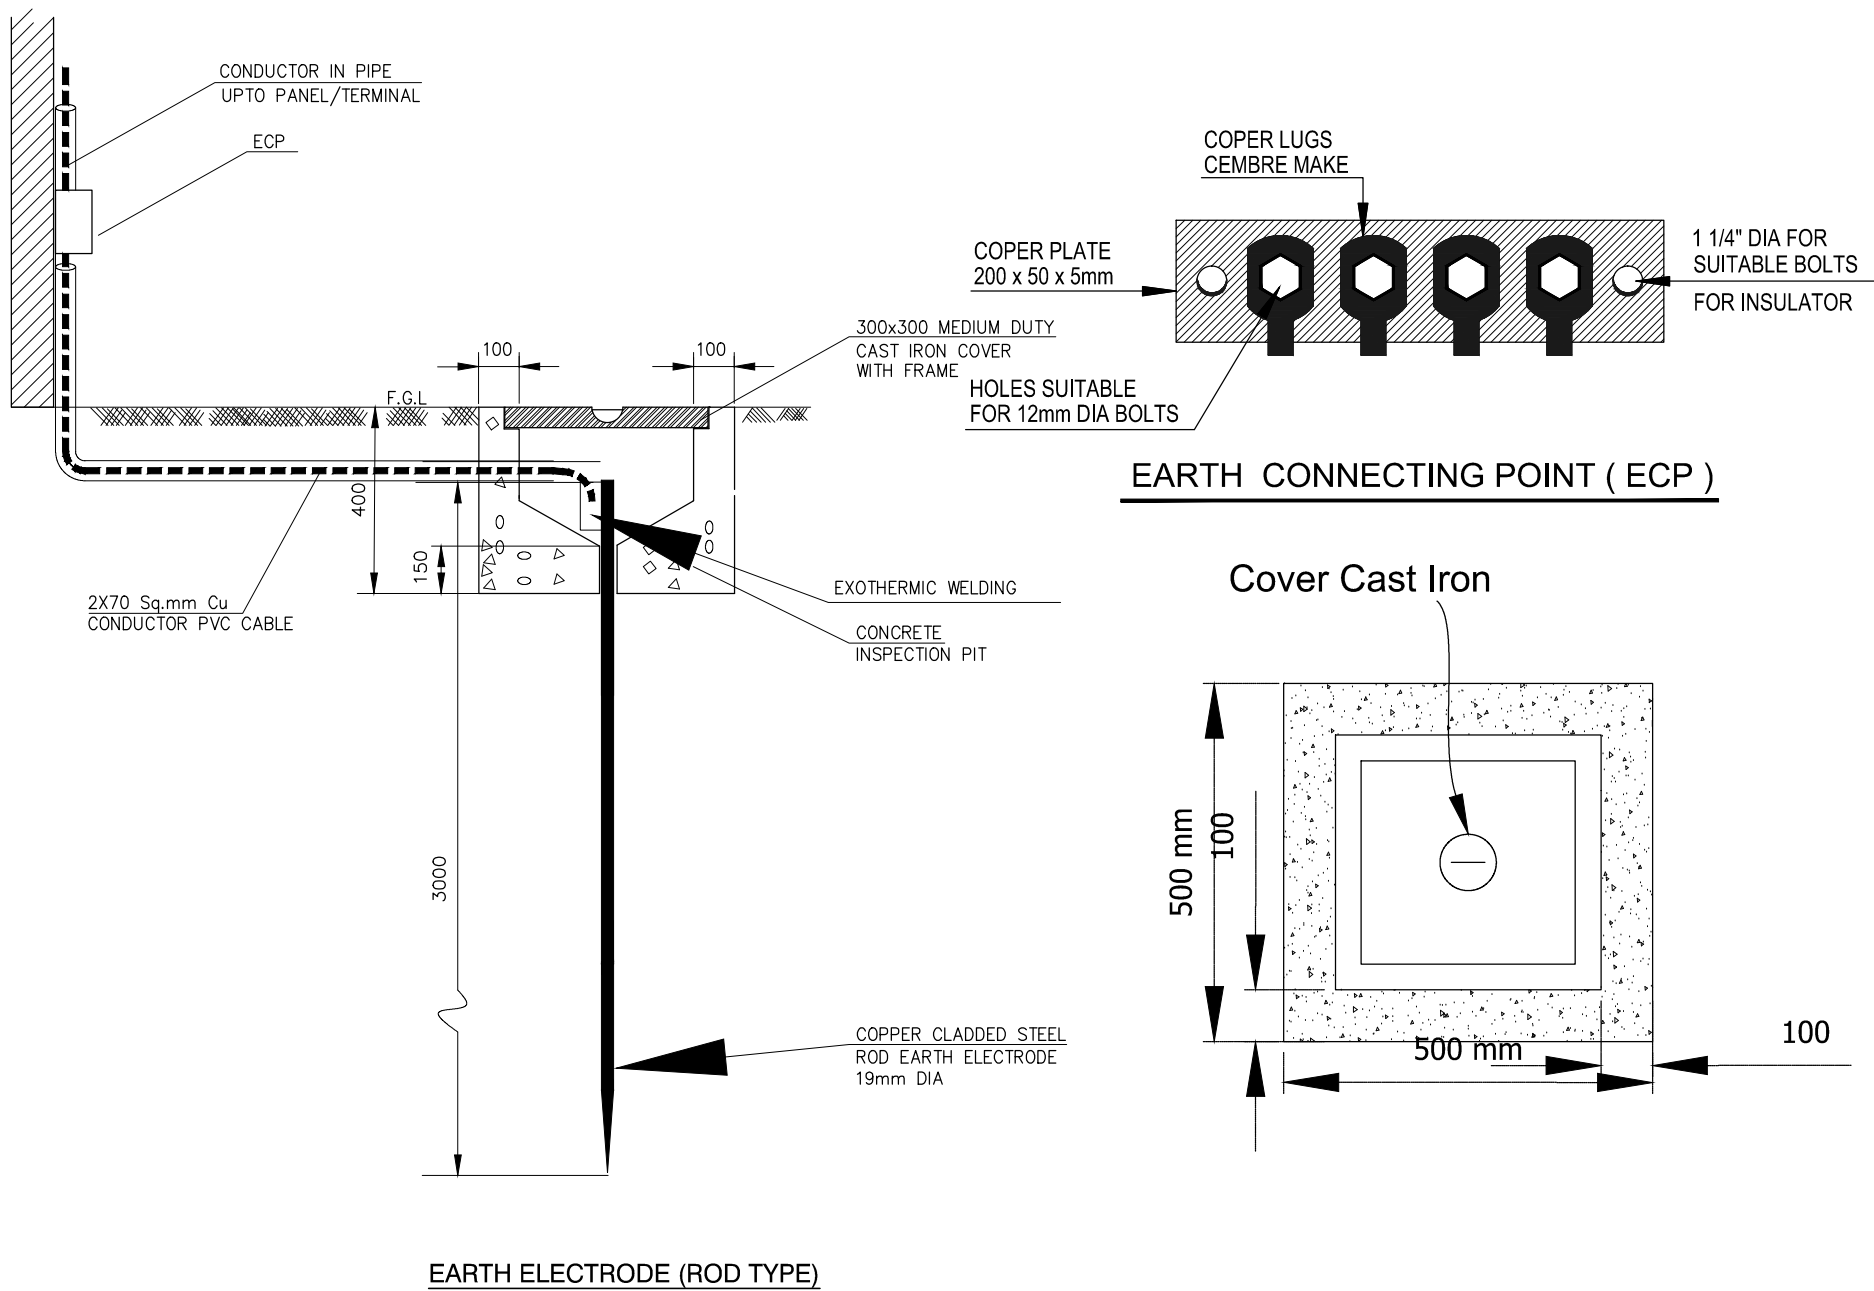 CONDUCTOR IN PIPE
UPTO PANEL/TERMINAL
ECP
100
100
300x300 MEDIUM DUTY
CAST IRON COVER
WITH FRAME
F.G.L
400
150
2X70 Sq.mm Cu
CONDUCTOR PVC CABLE
EXOTHERMIC WELDING
CONCRETE
INSPECTION PIT
3000
COPPER CLADDED STEEL
ROD EARTH ELECTRODE
19mm DIA
EARTH ELECTRODE (ROD TYPE)
COPER LUGS
CEMBRE MAKE
COPER PLATE
200 x 50 x 5mm
1 1/4" DIA FOR
SUITABLE BOLTS
FOR INSULATOR
HOLES SUITABLE
FOR 12mm DIA BOLTS
EARTH CONNECTING POINT ( ECP )
Cover Cast Iron
500 mm
100
500 mm
100